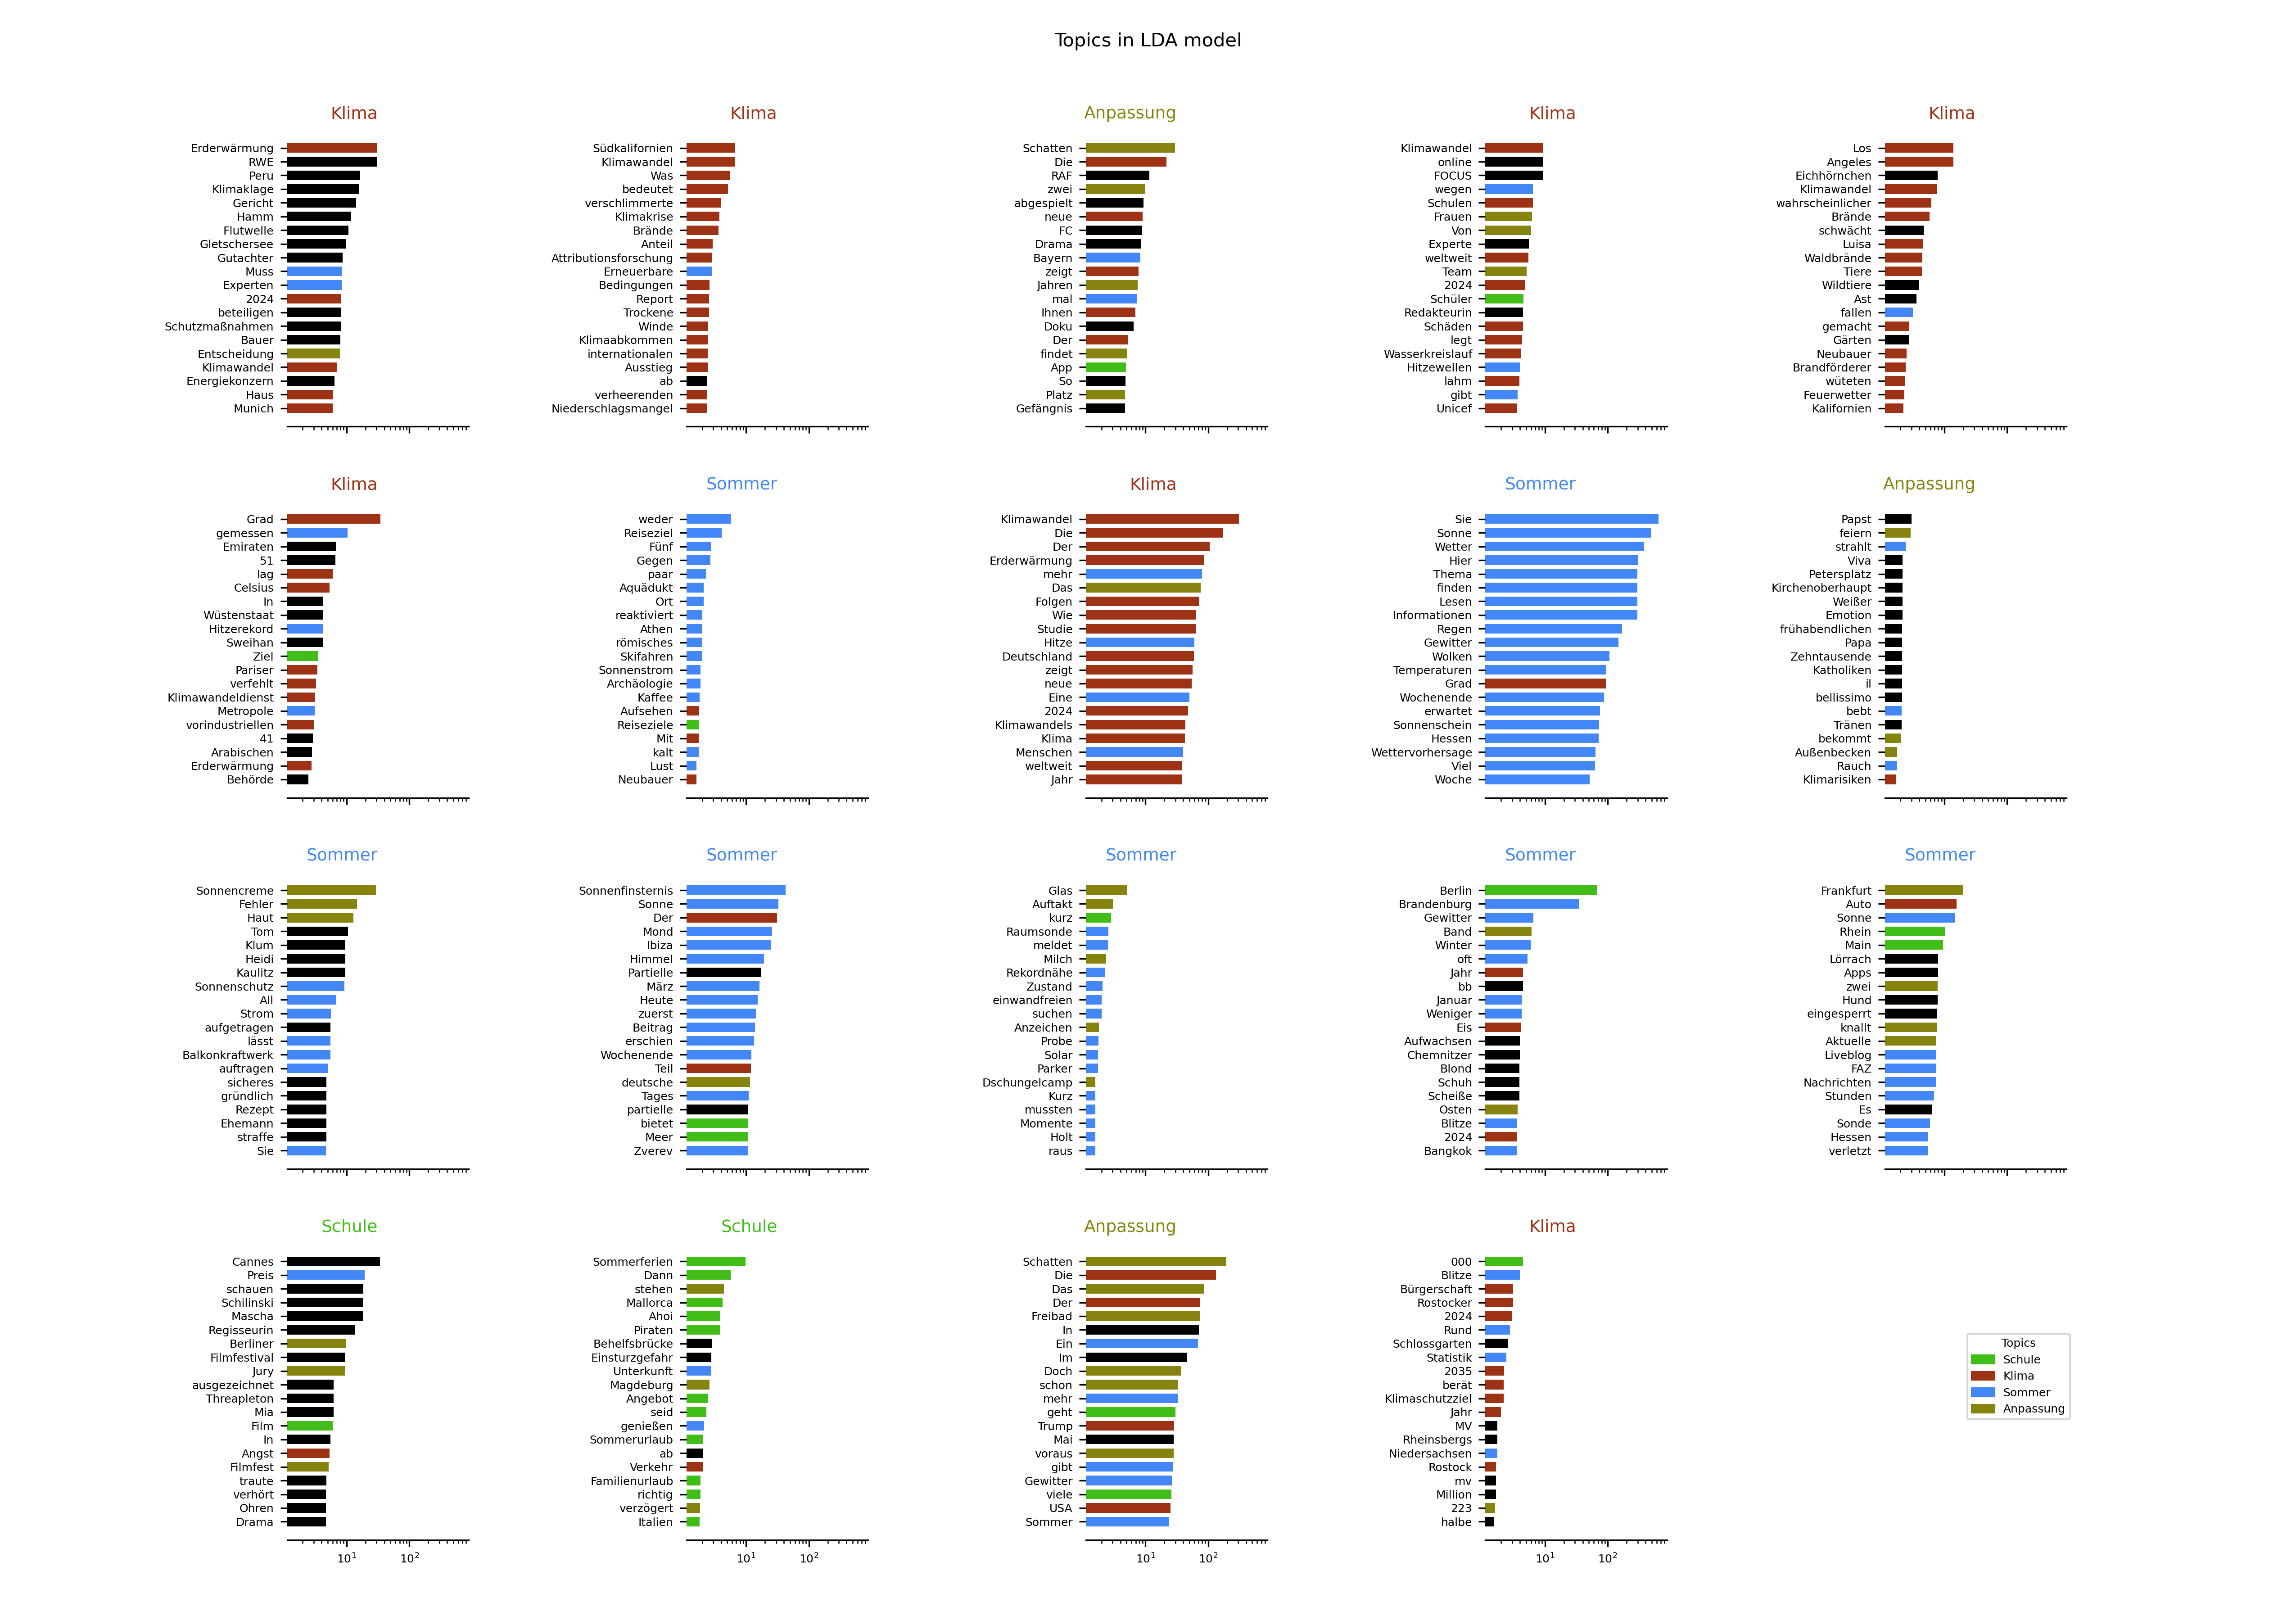 Topics in LDA model
Klima
Erderwärmung
RWE
Peru
Klimaklage
Gericht
Hamm
Flutwelle
Gletschersee
Gutachter
Muss
Experten
2024
beteiligen
Schutzmaßnahmen
Bauer
Entscheidung
Klimawandel
Energiekonzern
Haus
Munich
Klima
Südkalifornien
Klimawandel
Was
bedeutet
verschlimmerte
Klimakrise
Brände
Anteil
Attributionsforschung
Erneuerbare
Bedingungen
Report
Trockene
Winde
Klimaabkommen
internationalen
Ausstieg
ab
verheerenden
Niederschlagsmangel
Anpassung
Schatten
Die
RAF
zwei
abgespielt
neue
FC
Drama
Bayern
zeigt
Jahren
mal
Ihnen
Doku
Der
findet
App
So
Platz
Gefängnis
Klima
Klimawandel
online
FOCUS
wegen
Schulen
Frauen
Von
Experte
weltweit
Team
2024
Schüler
Redakteurin
Schäden
legt
Wasserkreislauf
Hitzewellen
lahm
gibt
Unicef
Klima
Los
Angeles
Eichhörnchen
Klimawandel
wahrscheinlicher
Brände
schwächt
Luisa
Waldbrände
Tiere
Wildtiere
Ast
fallen
gemacht
Gärten
Neubauer
Brandförderer
wüteten
Feuerwetter
Kalifornien
Klima
Grad
gemessen
Emiraten
51
lag
Celsius
In
Wüstenstaat
Hitzerekord
Sweihan
Ziel
Pariser
verfehlt
Klimawandeldienst
Metropole
vorindustriellen
41
Arabischen
Erderwärmung
Behörde
Sommer
weder
Reiseziel
Fünf
Gegen
paar
Aquädukt
Ort
reaktiviert
Athen
römisches
Skifahren
Sonnenstrom
Archäologie
Kaffee
Aufsehen
Reiseziele
Mit
kalt
Lust
Neubauer
Klima
Klimawandel
Die
Der
Erderwärmung
mehr
Das
Folgen
Wie
Studie
Hitze
Deutschland
zeigt
neue
Eine
2024
Klimawandels
Klima
Menschen
weltweit
Jahr
Sommer
Sie
Sonne
Wetter
Hier
Thema
finden
Lesen
Informationen
Regen
Gewitter
Wolken
Temperaturen
Grad
Wochenende
erwartet
Sonnenschein
Hessen
Wettervorhersage
Viel
Woche
Anpassung
Papst
feiern
strahlt
Viva
Petersplatz
Kirchenoberhaupt
Weißer
Emotion
frühabendlichen
Papa
Zehntausende
Katholiken
il
bellissimo
bebt
Tränen
bekommt
Außenbecken
Rauch
Klimarisiken
Sommer
Sonnencreme
Fehler
Haut
Tom
Klum
Heidi
Kaulitz
Sonnenschutz
All
Strom
aufgetragen
lässt
Balkonkraftwerk
auftragen
sicheres
gründlich
Rezept
Ehemann
straffe
Sie
Sommer
Sonnenfinsternis
Sonne
Der
Mond
Ibiza
Himmel
Partielle
März
Heute
zuerst
Beitrag
erschien
Wochenende
Teil
deutsche
Tages
partielle
bietet
Meer
Zverev
Sommer
Glas
Auftakt
kurz
Raumsonde
meldet
Milch
Rekordnähe
Zustand
einwandfreien
suchen
Anzeichen
Probe
Solar
Parker
Dschungelcamp
Kurz
mussten
Momente
Holt
raus
Sommer
Berlin
Brandenburg
Gewitter
Band
Winter
oft
Jahr
bb
Januar
Weniger
Eis
Aufwachsen
Chemnitzer
Blond
Schuh
Scheiße
Osten
Blitze
2024
Bangkok
Sommer
Frankfurt
Auto
Sonne
Rhein
Main
Lörrach
Apps
zwei
Hund
eingesperrt
knallt
Aktuelle
Liveblog
FAZ
Nachrichten
Stunden
Es
Sonde
Hessen
verletzt
Schule
Cannes
Preis
schauen
Schilinski
Mascha
Regisseurin
Berliner
Filmfestival
Jury
ausgezeichnet
Threapleton
Mia
Film
In
Angst
Filmfest
traute
verhört
Ohren
Drama
10¹
10²
Schule
Sommerferien
Dann
stehen
Mallorca
Ahoi
Piraten
Behelfsbrücke
Einsturzgefahr
Unterkunft
Magdeburg
Angebot
seid
genießen
Sommerurlaub
ab
Verkehr
Familienurlaub
richtig
verzögert
Italien
10¹
10²
Anpassung
Schatten
Die
Das
Der
Freibad
In
Ein
Im
Doch
schon
mehr
geht
Trump
Mai
voraus
gibt
Gewitter
viele
USA
Sommer
10¹
10²
Klima
000
Blitze
Bürgerschaft
Rostocker
2024
Rund
Schlossgarten
Statistik
2035
berät
Klimaschutzziel
Jahr
MV
Rheinsbergs
Niedersachsen
Rostock
mv
Million
223
halbe
10¹
10²
Topics
Schule
Klima
Sommer
Anpassung